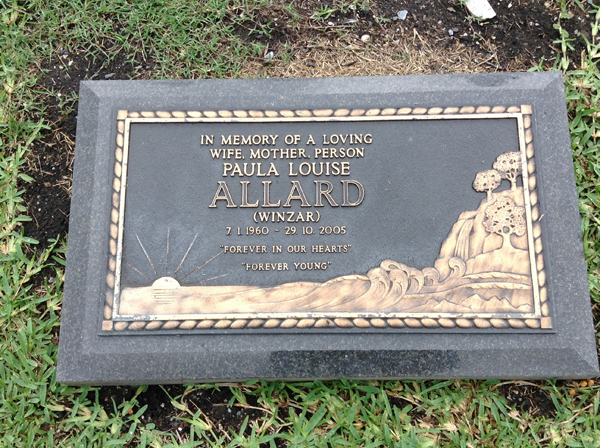 IN MEMORY OF A LOVING
WIFE, MOTHER, PERSON
PAULA LOUISE
ALLARD
(WINZAR)
7. 1. 1960 - 29. 10. 2005
"FOREVER IN OUR HEARTS"
"FOREVER YOUNG"